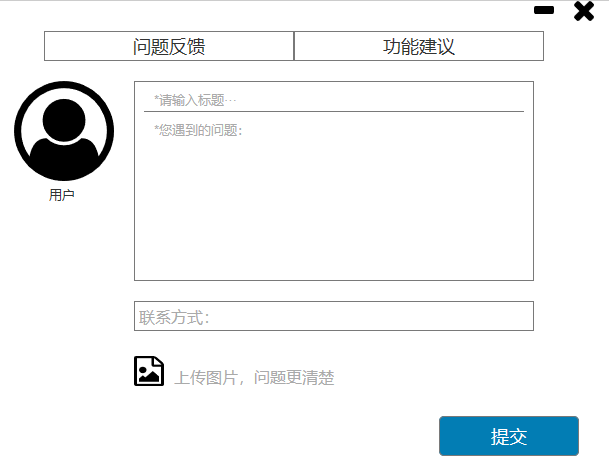 问题反馈
功能建议
*请输入标题…
*您遇到的问题：
用户
联系方式：
上传图片，问题更清楚
提交